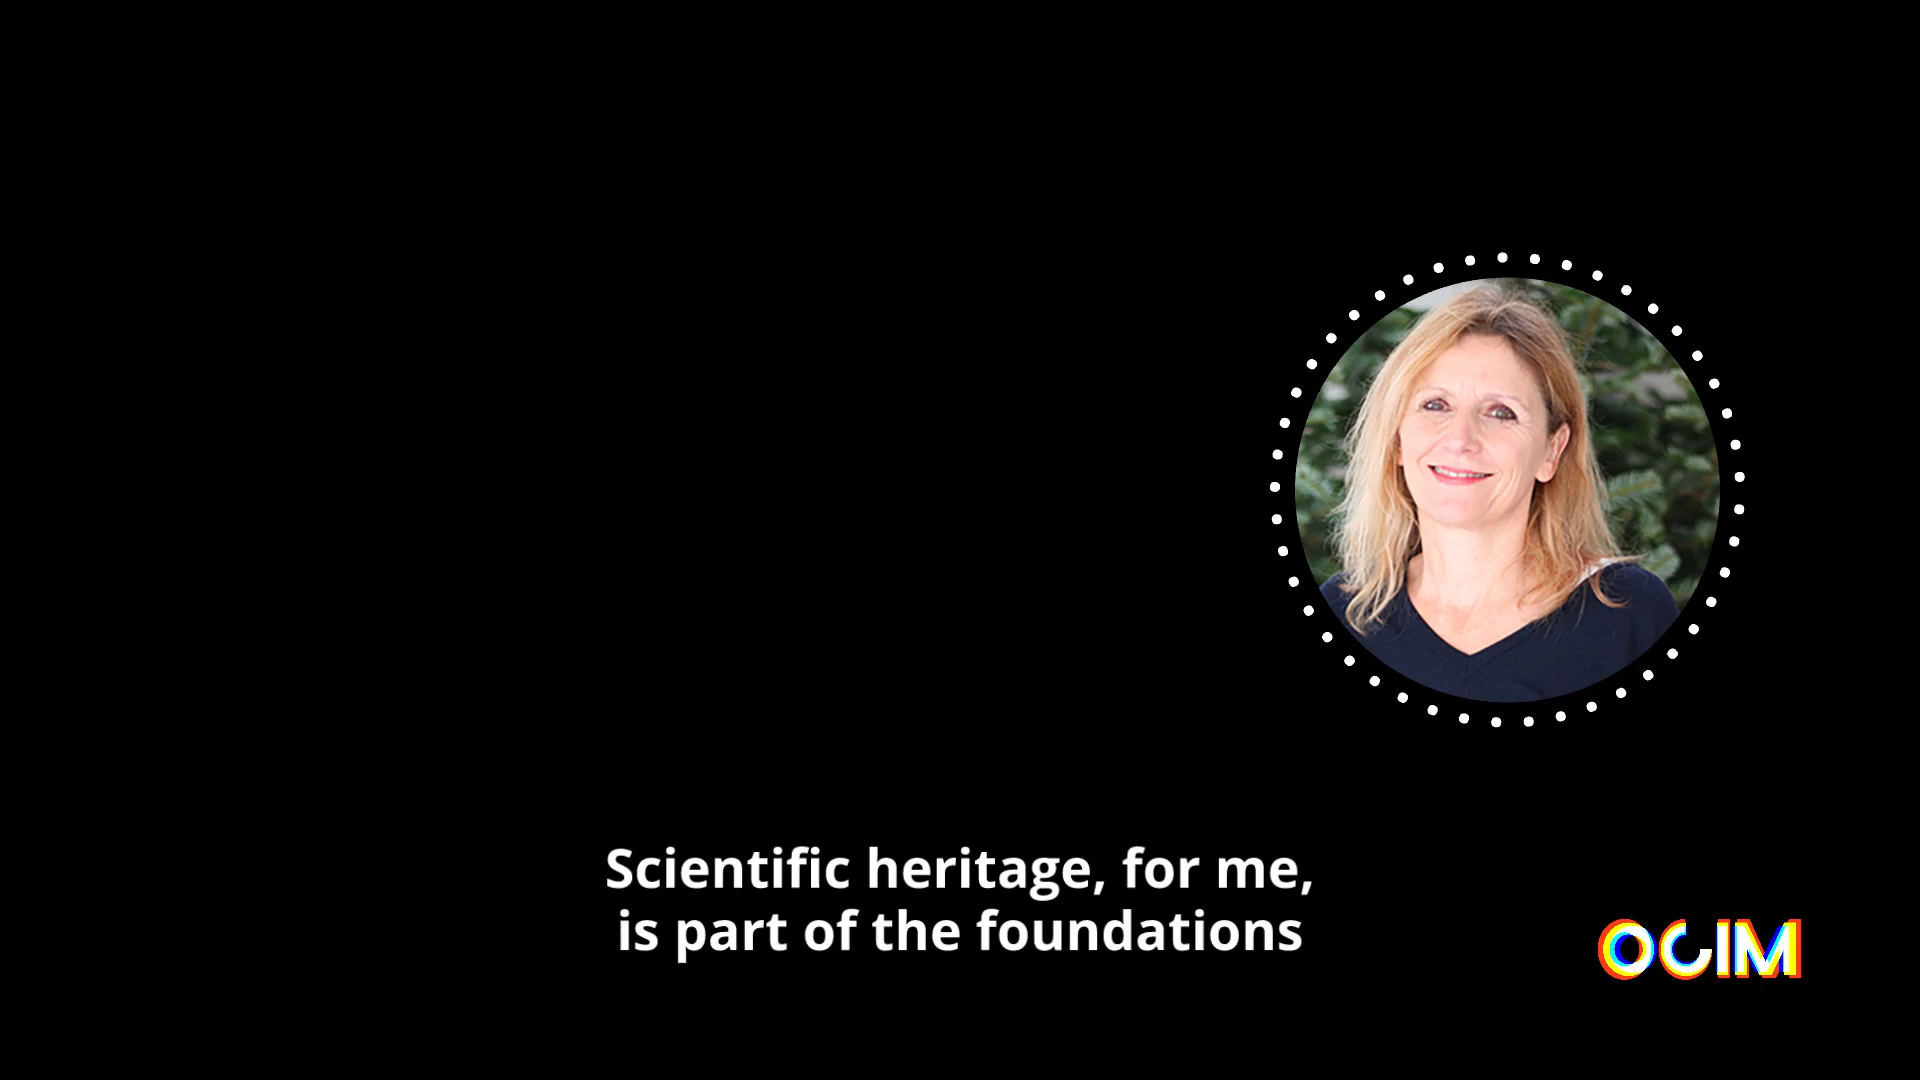 Scientific heritage, for me,
is part of the foundations
OCIM